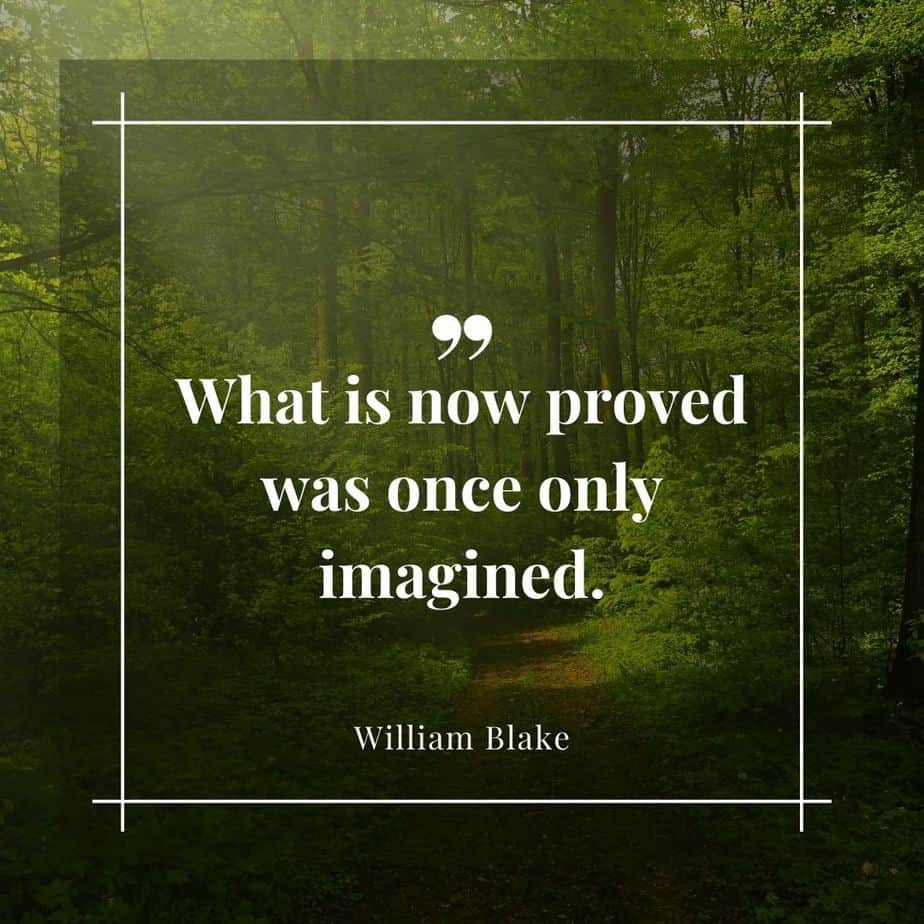 ”
What is now proved
was once only
imagined.
William Blake